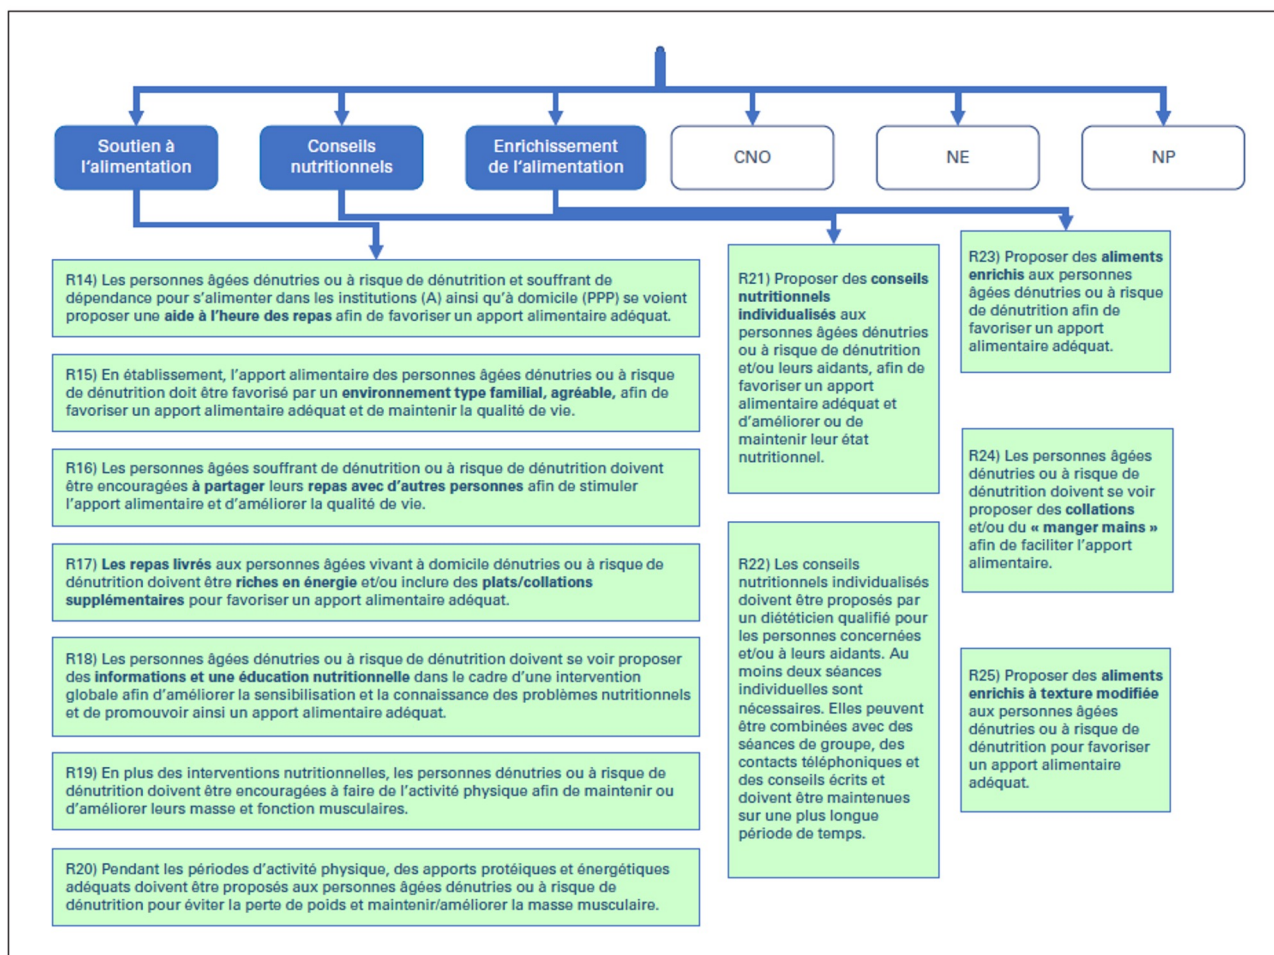 Soutien à
l'alimentation
Conseils
nutritionnels
Enrichissement
de l'alimentation
CNO
NE
NP
R14) Les personnes âgées dénutries ou à risque de dénutrition et souffrant de
dépendance pour s'alimenter dans les institutions (A) ainsi qu'à domicile (PPP) se voient
proposer une aide à l'heure des repas afin de favoriser un apport alimentaire adéquat.
R15) En établissement, l'apport alimentaire des personnes âgées dénutries ou à risque
de dénutrition doit être favorisé par un environnement type familial, agréable, afin de
favoriser un apport alimentaire adéquat et de maintenir la qualité de vie.
R16) Les personnes âgées souffrant de dénutrition ou à risque de dénutrition doivent
être encouragées à partager leurs repas avec d'autres personnes afin de stimuler
l'apport alimentaire et d'améliorer la qualité de vie.
R17) Les repas livrés aux personnes âgées vivant à domicile dénutries ou à risque de
dénutrition doivent être riches en énergie et/ou inclure des plats/collations
supplémentaires pour favoriser un apport alimentaire adéquat.
R18) Les personnes âgées dénutries ou à risque de dénutrition doivent se voir proposer
des informations et une éducation nutritionnelle dans le cadre d'une intervention
globale afin d'améliorer la sensibilisation et la connaissance des problèmes nutritionnels
et de promouvoir ainsi un apport alimentaire adéquat.
R19) En plus des interventions nutritionnelles, les personnes dénutries ou à risque de
dénutrition doivent être encouragées à faire de l'activité physique afin de maintenir ou
d'améliorer leurs masse et fonction musculaires.
R20) Pendant les périodes d'activité physique, des apports protéiques et énergétiques
adéquats doivent être proposés aux personnes âgées dénutries ou à risque de
dénutrition pour éviter la perte de poids et maintenir/améliorer la masse musculaire.
R21) Proposer des conseils
nutritionnels
individualisés aux
personnes âgées dénutries
ou à risque de dénutrition
et/ou leurs aidants, afin de
favoriser un apport
alimentaire adéquat et
d'améliorer ou de
maintenir leur état
nutritionnel.
R22) Les conseils
nutritionnels individualisés
doivent être proposés par
un diététicien qualifié pour
les personnes concernées
et/ou à leurs aidants. Au
moins deux séances
individuelles sont
nécessaires. Elles peuvent
être combinées avec des
séances de groupe, des
contacts téléphoniques et
des conseils écrits et
doivent être maintenues
sur une plus longue
période de temps.
R23) Proposer des aliments
enrichis aux personnes
âgées dénutries ou à risque
de dénutrition afin de
favoriser un apport
alimentaire adéquat.
R24) Les personnes âgées
dénutries ou à risque de
dénutrition doivent se voir
proposer des collations
et/ou du « manger mains »
afin de faciliter l'apport
alimentaire.
R25) Proposer des aliments
enrichis à texture modifiée
aux personnes âgées
dénutries ou à risque de
dénutrition pour favoriser
un apport alimentaire
adéquat.